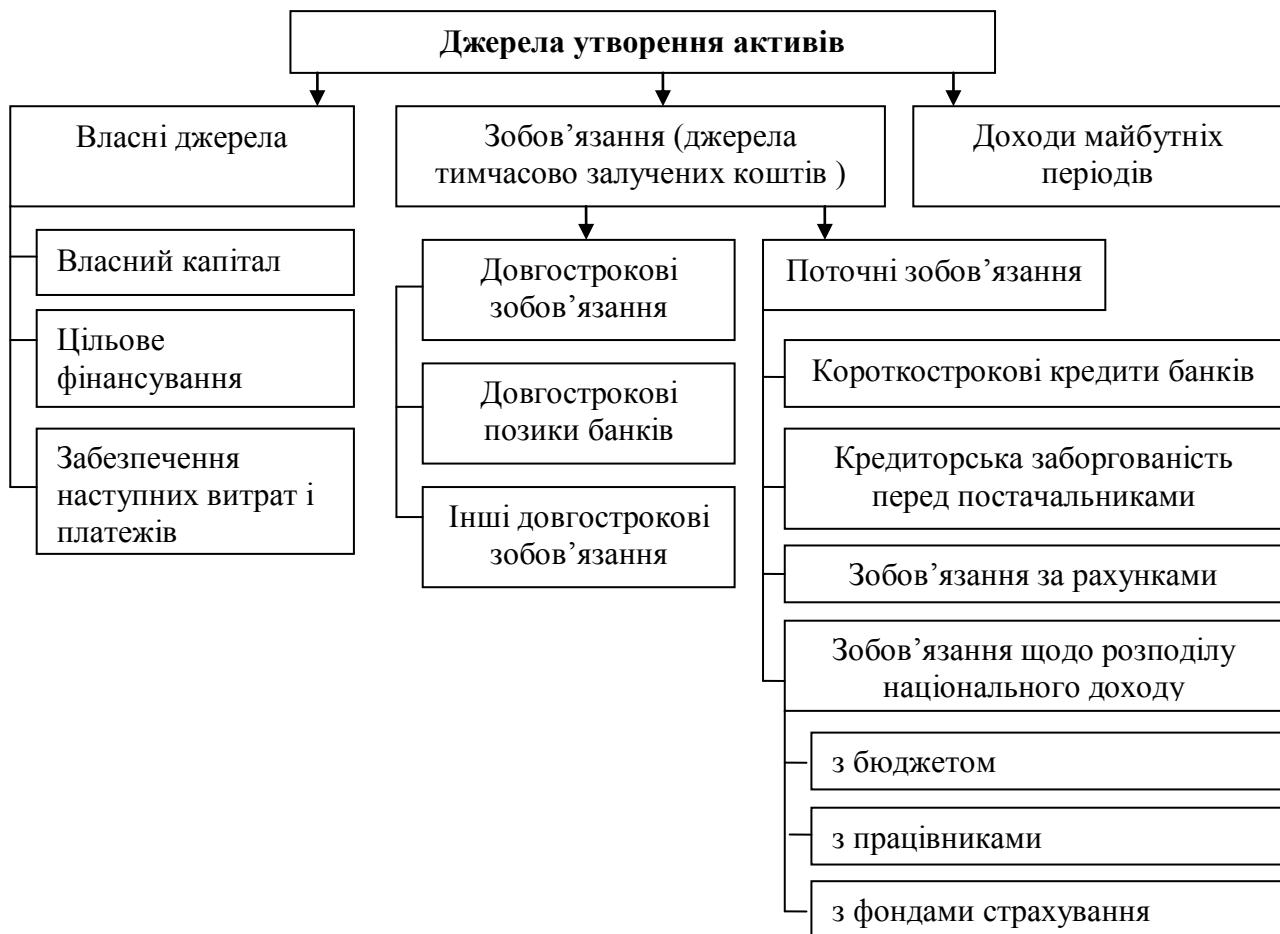 Джерела утворення активів
Власні джерела
Зобов’язання (джерела
тимчасово залучених коштів )
Доходи майбутніх
періодів
Власний капітал
Цільове
фінансування
Забезпечення
наступних витрат і
платежів
Довгострокові
зобов’язання
Довгострокові
позики банків
Інші довгострокові
зобов’язання
Поточні зобов’язання
Короткострокові кредити банків
Кредиторська заборгованість
перед постачальниками
Зобов’язання за рахунками
Зобов’язання щодо розподілу
національного доходу
з бюджетом
з працівниками
з фондами страхування